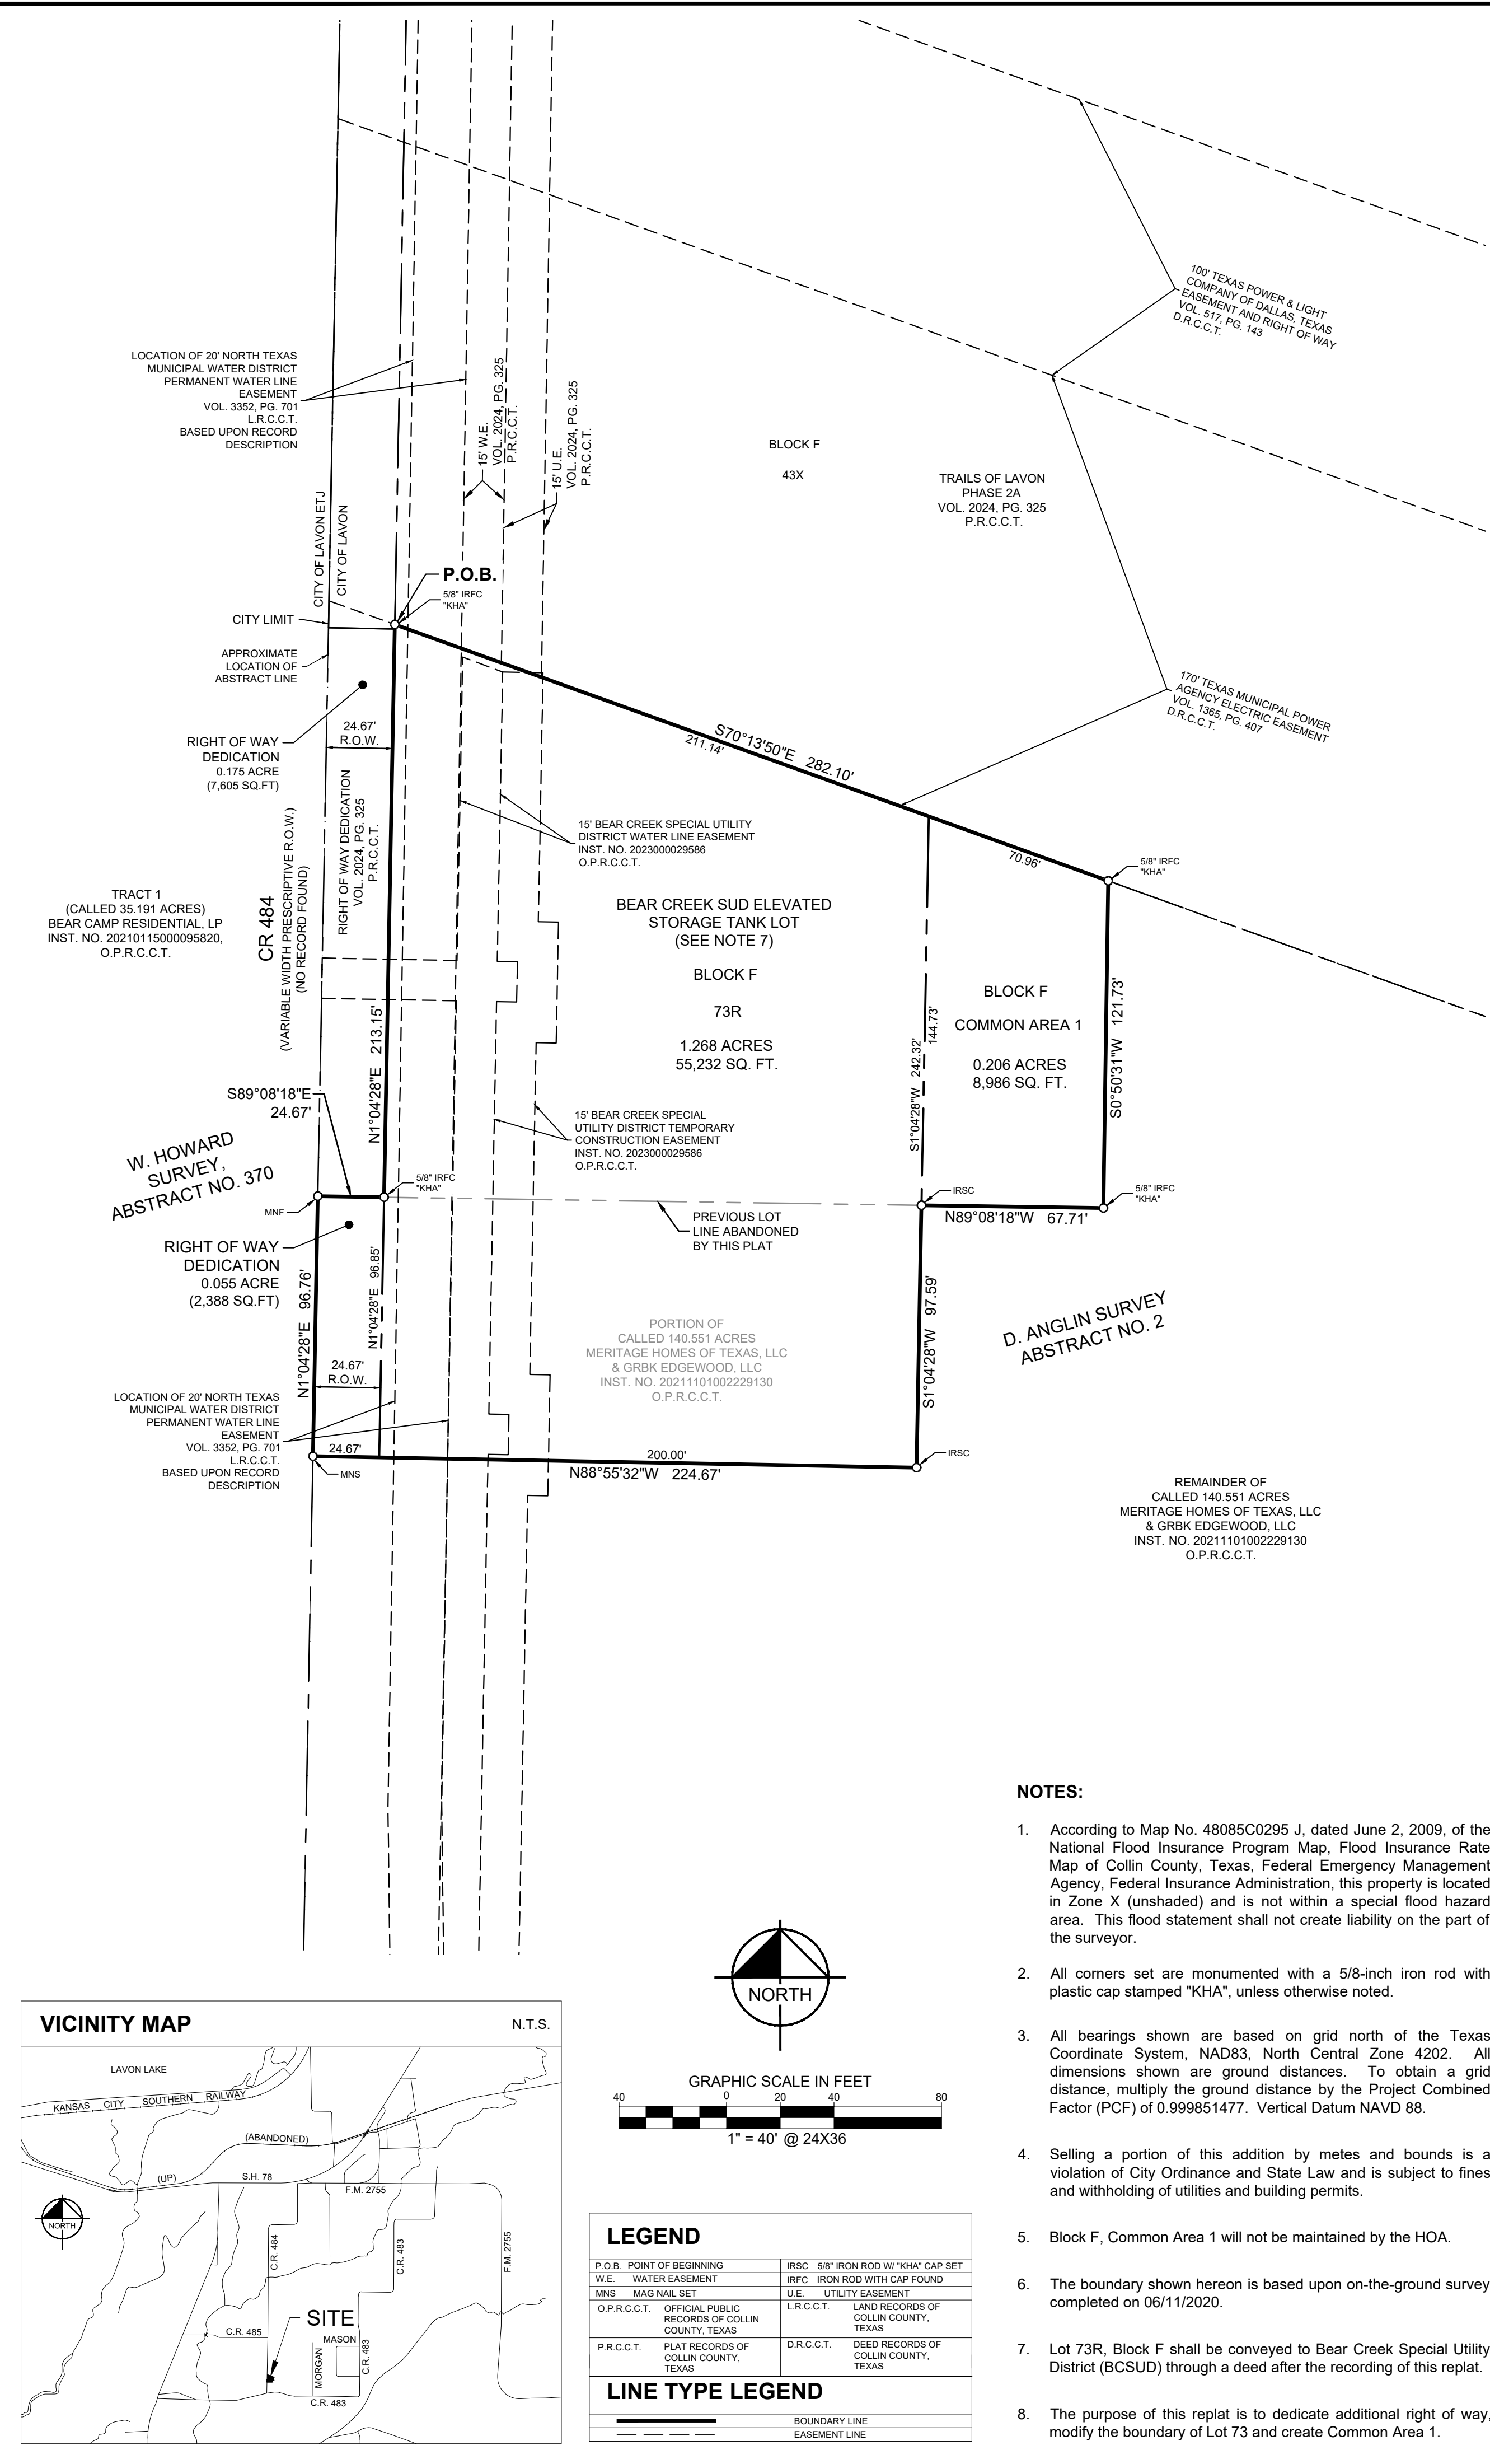 100' TEXAS POWER & LIGHT
COMPANY OF DALLAS, TEXAS
EASEMENT AND RIGHT OF WAY
VOL. 517, PG. 143
D.R.C.C.T.
LOCATION OF 20' NORTH TEXAS
MUNICIPAL WATER DISTRICT
PERMANENT WATER LINE
EASEMENT
VOL. 3352, PG. 701
L.R.C.C.T.
BASED UPON RECORD
DESCRIPTION
15' W.E.
VOL. 2024, PG. 325
P.R.C.C.T.
15' U.E.
VOL. 2024, PG. 325
P.R.C.C.T.
BLOCK F
43X
TRAILS OF LAVON
PHASE 2A
VOL. 2024, PG. 325
P.R.C.C.T.
CITY OF LAVON ETJ
CITY OF LAVON
P.O.B.
5/8" IRFC
"KHA"
CITY LIMIT
APPROXIMATE
LOCATION OF
ABSTRACT LINE
170' TEXAS MUNICIPAL POWER
AGENCY ELECTRIC EASEMENT
VOL. 1365, PG. 407
D.R.C.C.T.
24.67'
R.O.W.
RIGHT OF WAY
DEDICATION
0.175 ACRE
(7,605 SQ.FT)
S70°13'50"E 282.10'
211.14'
70.96'
RIGHT OF WAY DEDICATION
VOL. 2024, PG. 325
P.R.C.C.T.
CR 484
(VARIABLE WIDTH PRESCRIPTIVE R.O.W.)
(NO RECORD FOUND)
15' BEAR CREEK SPECIAL UTILITY
DISTRICT WATER LINE EASEMENT
INST. NO. 2023000029586
O.P.R.C.C.T.
5/8" IRFC
"KHA"
TRACT 1
(CALLED 35.191 ACRES)
BEAR CAMP RESIDENTIAL, LP
INST. NO. 20210115000095820,
O.P.R.C.C.T.
BEAR CREEK SUD ELEVATED
STORAGE TANK LOT
(SEE NOTE 7)
BLOCK F
73R
1.268 ACRES
55,232 SQ. FT.
BLOCK F
COMMON AREA 1
0.206 ACRES
8,986 SQ. FT.
N1°04'28"E 213.15'
S1°04'28"W 242.32'
144.73'
S0°50'31"W 121.73'
S89°08'18"E
24.67'
15' BEAR CREEK SPECIAL
UTILITY DISTRICT TEMPORARY
CONSTRUCTION EASEMENT
INST. NO. 2023000029586
O.P.R.C.C.T.
W. HOWARD
SURVEY,
ABSTRACT NO. 370
5/8" IRFC
"KHA"
MNF
IRSC
5/8" IRFC
"KHA"
N89°08'18"W 67.71'
PREVIOUS LOT
LINE ABANDONED
BY THIS PLAT
RIGHT OF WAY
DEDICATION
0.055 ACRE
(2,388 SQ.FT)
N1°04'28"E 96.76'
N1°04'28"E 96.85'
24.67'
R.O.W.
PORTION OF
CALLED 140.551 ACRES
MERITAGE HOMES OF TEXAS, LLC
& GRBK EDGEWOOD, LLC
INST. NO. 20211101002229130
O.P.R.C.C.T.
S1°04'28"W 97.59'
D. ANGLIN SURVEY
ABSTRACT NO. 2
LOCATION OF 20' NORTH TEXAS
MUNICIPAL WATER DISTRICT
PERMANENT WATER LINE
EASEMENT
VOL. 3352, PG. 701
L.R.C.C.T.
BASED UPON RECORD
DESCRIPTION
24.67'
MNS
200.00'
N88°55'32"W 224.67'
IRSC
REMAINDER OF
CALLED 140.551 ACRES
MERITAGE HOMES OF TEXAS, LLC
& GRBK EDGEWOOD, LLC
INST. NO. 20211101002229130
O.P.R.C.C.T.
NOTES:
1. According to Map No. 48085C0295 J, dated June 2, 2009, of the
National Flood Insurance Program Map, Flood Insurance Rate
Map of Collin County, Texas, Federal Emergency Management
Agency, Federal Insurance Administration, this property is located
in Zone X (unshaded) and is not within a special flood hazard
area. This flood statement shall not create liability on the part of
the surveyor.
2. All corners set are monumented with a 5/8-inch iron rod with
plastic cap stamped "KHA", unless otherwise noted.
3. All bearings shown are based on grid north of the Texas
Coordinate System, NAD83, North Central Zone 4202. All
dimensions shown are ground distances. To obtain a grid
distance, multiply the ground distance by the Project Combined
Factor (PCF) of 0.999851477. Vertical Datum NAVD 88.
4. Selling a portion of this addition by metes and bounds is a
violation of City Ordinance and State Law and is subject to fines
and withholding of utilities and building permits.
5. Block F, Common Area 1 will not be maintained by the HOA.
6. The boundary shown hereon is based upon on-the-ground survey
completed on 06/11/2020.
7. Lot 73R, Block F shall be conveyed to Bear Creek Special Utility
District (BCSUD) through a deed after the recording of this replat.
8. The purpose of this replat is to dedicate additional right of way,
modify the boundary of Lot 73 and create Common Area 1.
NORTH
GRAPHIC SCALE IN FEET
40 0 20 40 80
1" = 40' @ 24X36
VICINITY MAP N.T.S.
LAVON LAKE
KANSAS CITY SOUTHERN RAILWAY
(ABANDONED)
(UP)
S.H. 78
F.M. 2755
NORTH
C.R. 484
C.R. 483
F.M. 2755
SITE
C.R. 485
MASON
MORGAN
C.R. 483
C.R. 483
LEGEND
P.O.B. POINT OF BEGINNING
IRSC 5/8" IRON ROD W/ "KHA" CAP SET
W.E. WATER EASEMENT
IRFC IRON ROD WITH CAP FOUND
MNS MAG NAIL SET
U.E. UTILITY EASEMENT
O.P.R.C.C.T. OFFICIAL PUBLIC
RECORDS OF COLLIN
COUNTY, TEXAS
L.R.C.C.T. LAND RECORDS OF
COLLIN COUNTY,
TEXAS
P.R.C.C.T. PLAT RECORDS OF
COLLIN COUNTY,
TEXAS
D.R.C.C.T. DEED RECORDS OF
COLLIN COUNTY,
TEXAS
LINE TYPE LEGEND
BOUNDARY LINE
EASEMENT LINE